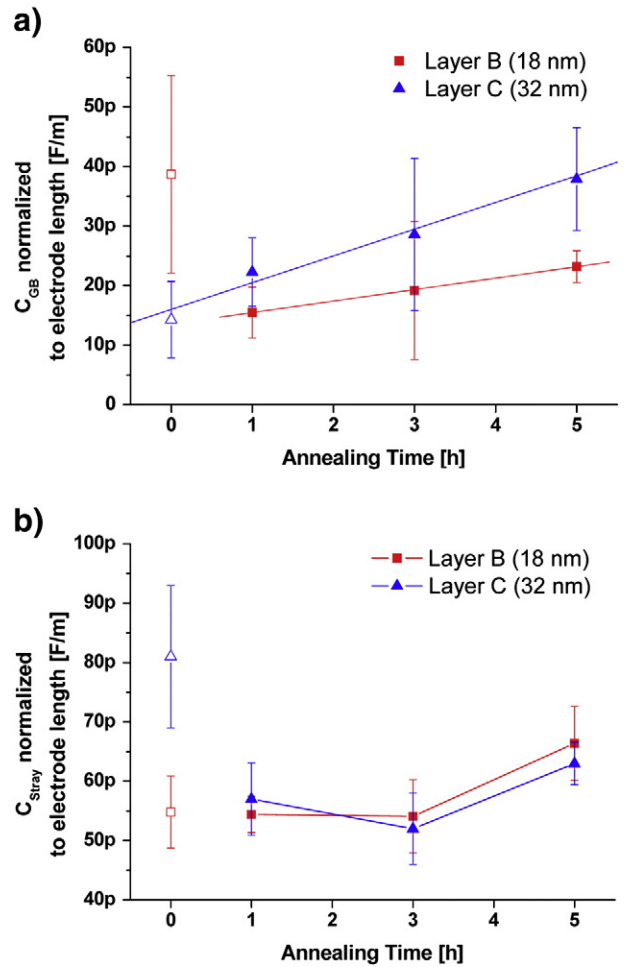 a)
60p
50p
40p
30p
20p
10p
0
C_GB normalized
to electrode length [F/m]
Layer B (18 nm)
Layer C (32 nm)
0 1 2 3 4 5
Annealing Time [h]
b)
100p
90p
80p
70p
60p
50p
40p
C_Stray normalized
to electrode length [F/m]
Layer B (18 nm)
Layer C (32 nm)
0 1 2 3 4 5
Annealing Time [h]